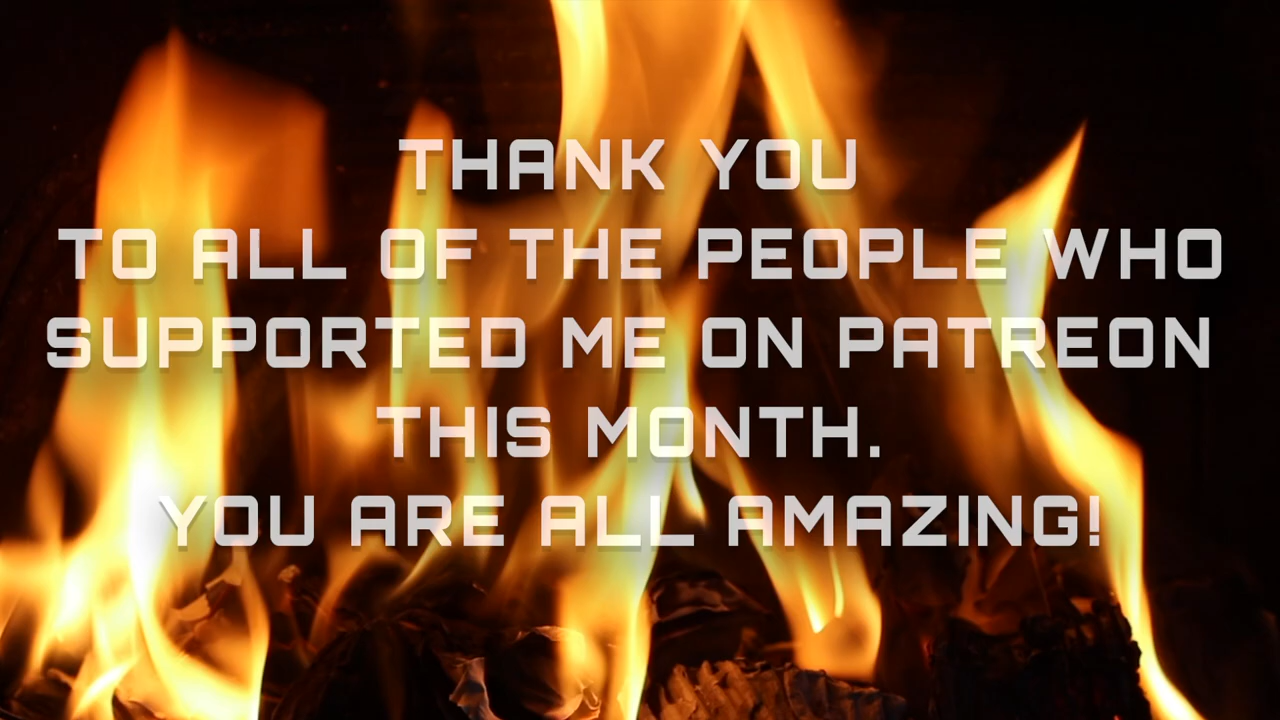 THANK YOU
TO ALL OF THE PEOPLE WHO
SUPPORTED ME ON PATREON
THIS MONTH.
YOU ARE ALL AMAZING!